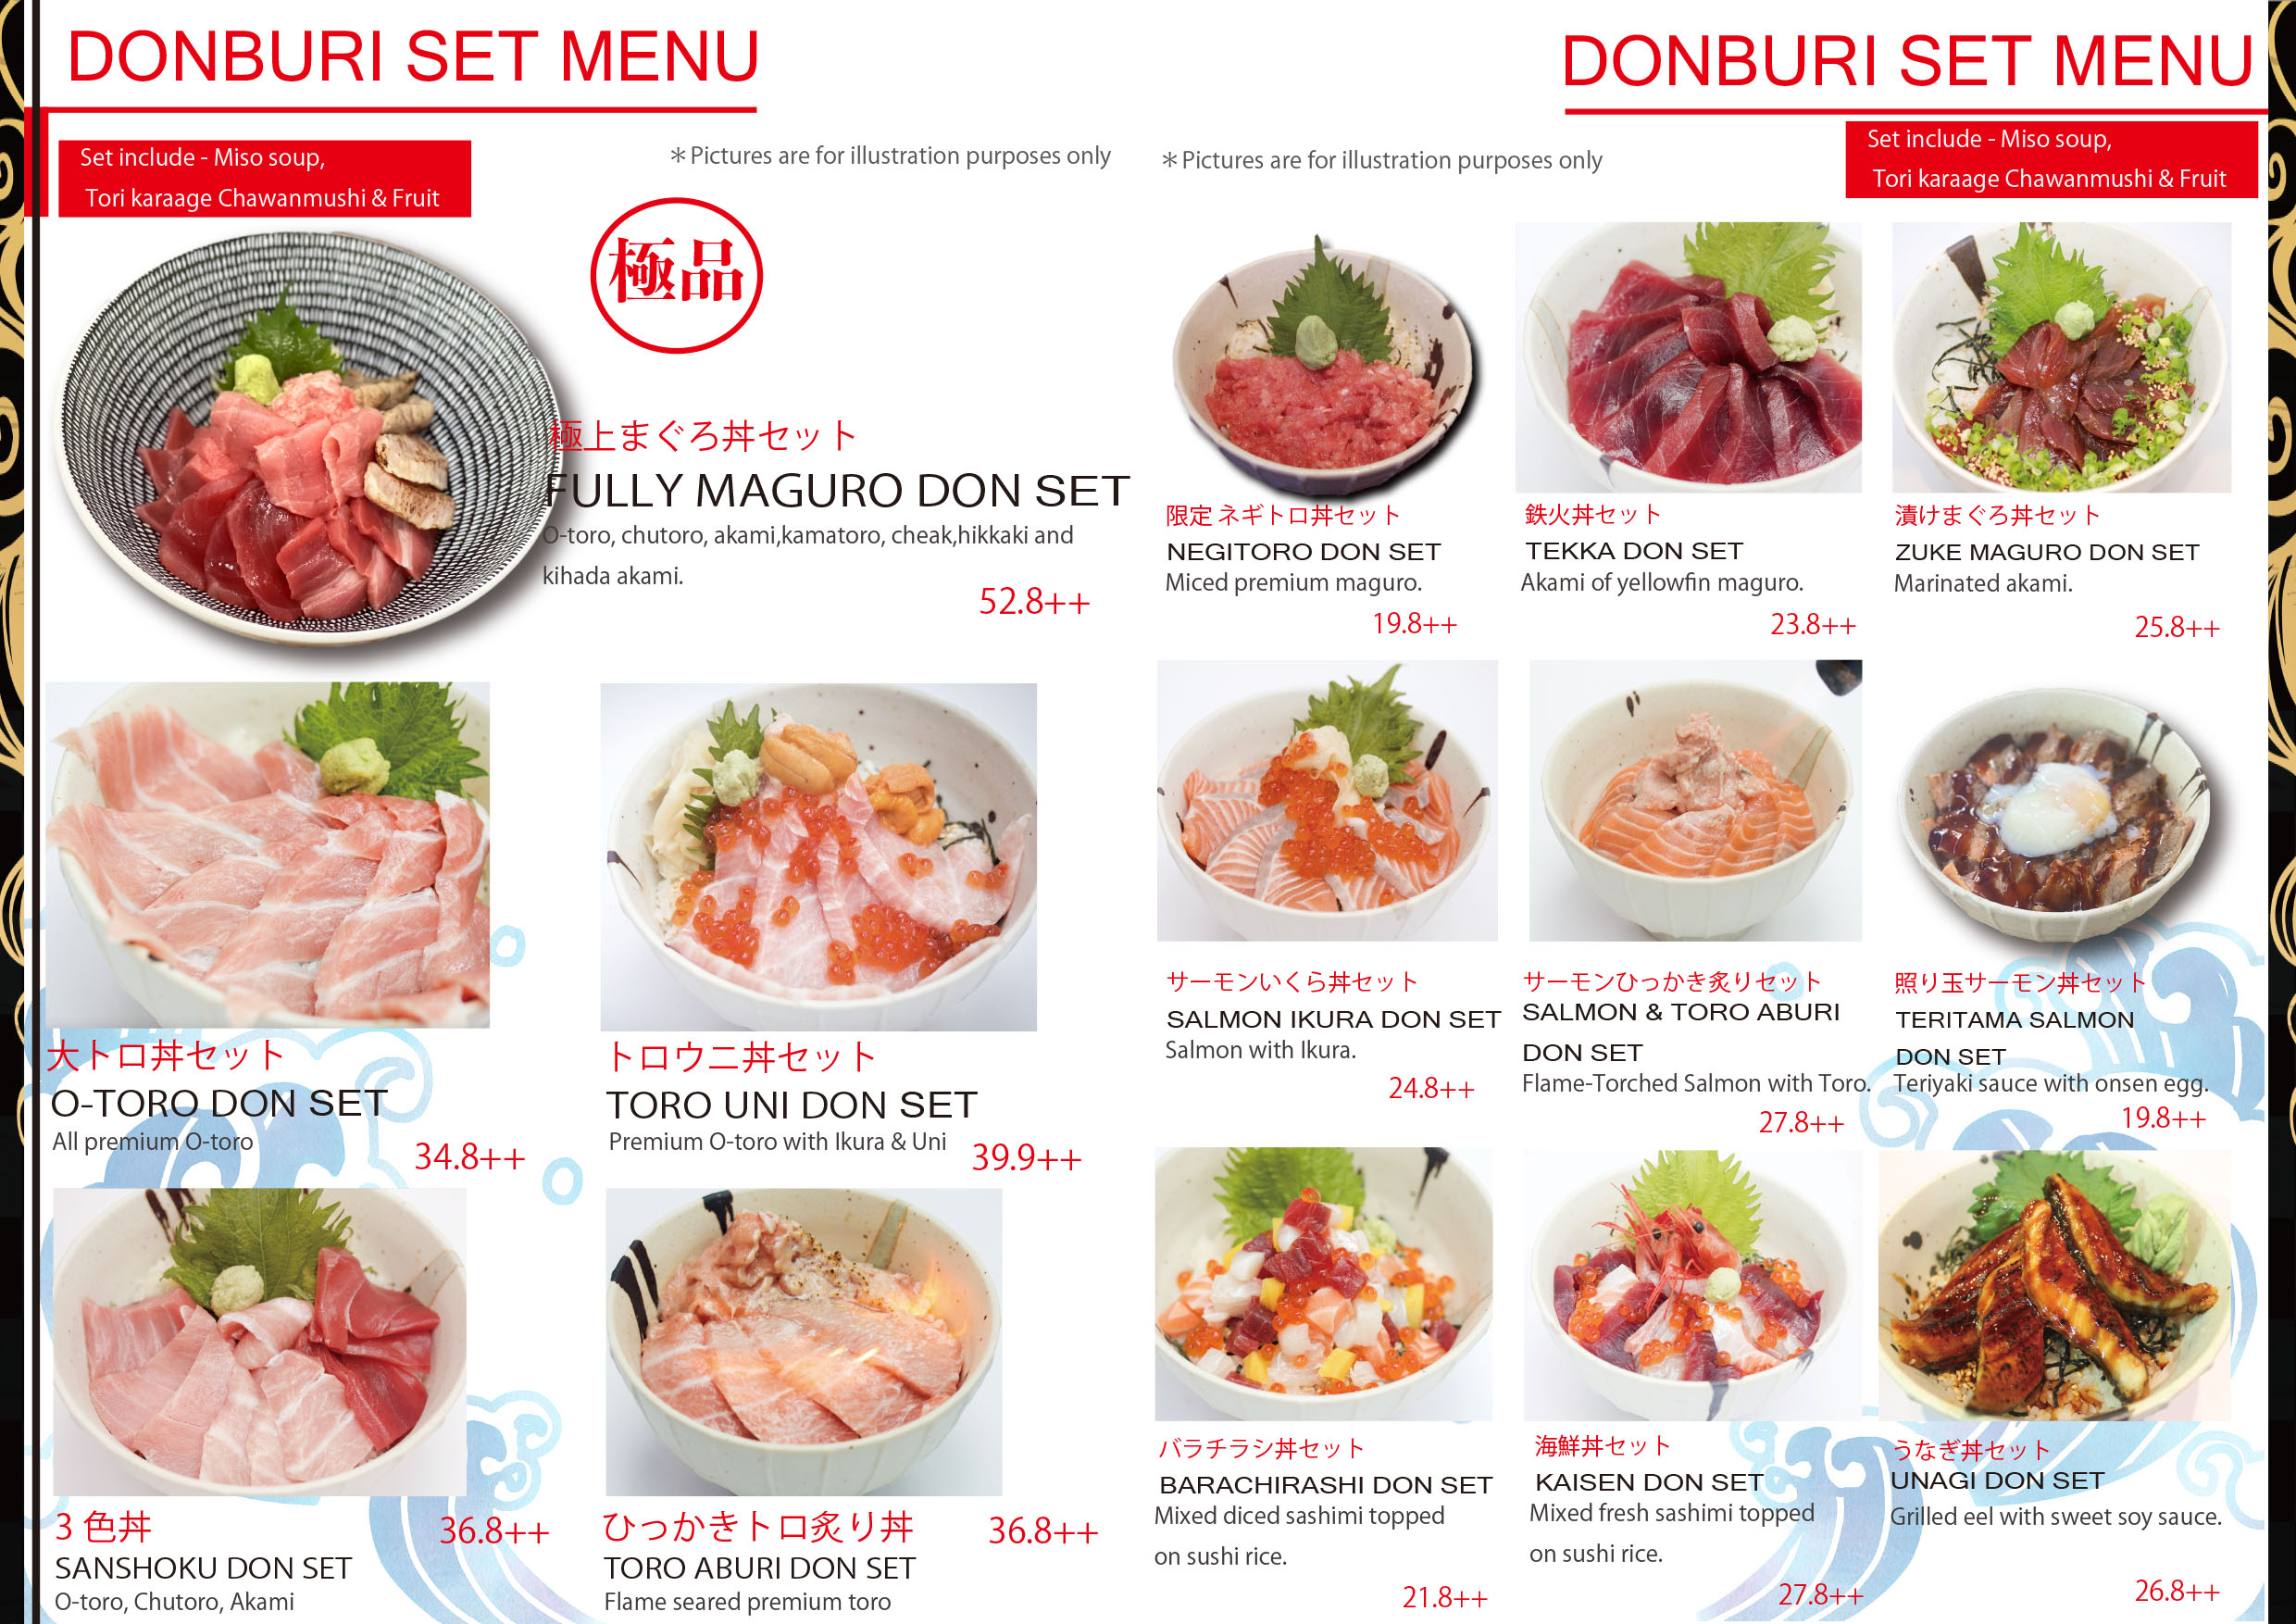 DONBURI SET MENU
Set include - Miso soup,
Tori karaage Chawanmushi & Fruit
＊Pictures are for illustration purposes only
極品
極上まぐろ丼セット
FULLY MAGURO DON SET
O-toro, chutoro, akami,kamatoro, cheak,hikkaki and
kihada akami.
52.8++
大トロ丼セット
O-TORO DON SET
All premium O-toro
34.8++
トロウニ丼セット
TORO UNI DON SET
Premium O-toro with Ikura & Uni
39.9++
3 色丼
36.8++
SANSHOKU DON SET
O-toro, Chutoro, Akami
ひっかきトロ炙り丼
36.8++
TORO ABURI DON SET
Flame seared premium toro
DONBURI SET MENU
＊Pictures are for illustration purposes only
Set include - Miso soup,
Tori karaage Chawanmushi & Fruit
限定 ネギトロ丼セット
NEGITORO DON SET
Miced premium maguro.
19.8++
鉄火丼セット
TEKKA DON SET
Akami of yellowfin maguro.
23.8++
漬けまぐろ丼セット
ZUKE MAGURO DON SET
Marinated akami.
25.8++
サーモンいくら丼セット
SALMON IKURA DON SET
Salmon with Ikura.
24.8++
サーモンひっかき炙りセット
SALMON & TORO ABURI
DON SET
Flame-Torched Salmon with Toro.
27.8++
照り玉サーモン丼セット
TERITAMA SALMON
DON SET
Teriyaki sauce with onsen egg.
19.8++
バラチラシ丼セット
BARACHIRASHI DON SET
Mixed diced sashimi topped
on sushi rice.
21.8++
海鮮丼セット
KAISEN DON SET
Mixed fresh sashimi topped
on sushi rice.
27.8++
うなぎ丼セット
UNAGI DON SET
Grilled eel with sweet soy sauce.
26.8++